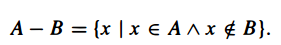 A − B = {x | x ∈ A ∧ x ∉ B}.